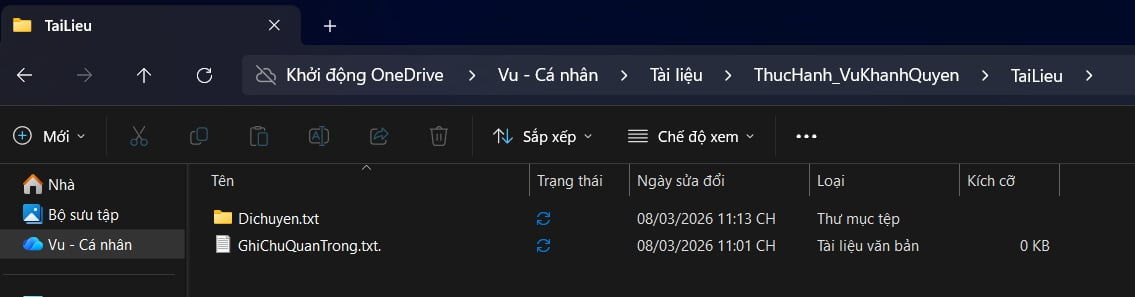 TaiLieu
Khởi động OneDrive > Vu - Cá nhân > Tài liệu > ThucHanh_VuKhanhQuyen > TaiLieu >
Mới Sắp xếp Chế độ xem
Nhà
Bộ sưu tập
Vu - Cá nhân
Tên Trạng thái Ngày sửa đổi Loại Kích cỡ
Dichuyen.txt 08/03/2026 11:13 CH Thư mục tệp
GhiChuQuanTrong.txt. 08/03/2026 11:01 CH Tài liệu văn bản 0 KB